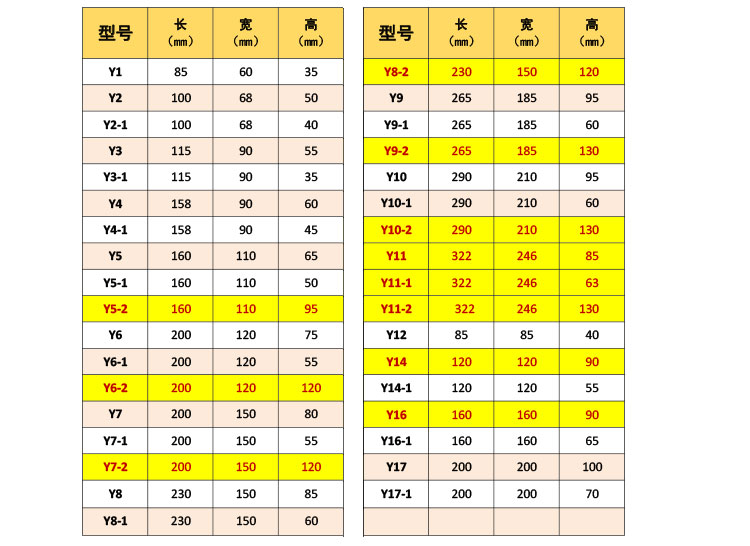 型号 长（mm） 宽（mm） 高（mm）
Y1 85 60 35
Y2 100 68 50
Y2-1 100 68 40
Y3 115 90 55
Y3-1 115 90 35
Y4 158 90 60
Y4-1 158 90 45
Y5 160 110 65
Y5-1 160 110 50
Y5-2 160 110 95
Y6 200 120 75
Y6-1 200 120 55
Y6-2 200 120 120
Y7 200 150 80
Y7-1 200 150 55
Y7-2 200 150 120
Y8 230 150 85
Y8-1 230 150 60
型号 长（mm） 宽（mm） 高（mm）
Y8-2 230 150 120
Y9 265 185 95
Y9-1 265 185 60
Y9-2 265 185 130
Y10 290 210 95
Y10-1 290 210 60
Y10-2 290 210 130
Y11 322 246 85
Y11-1 322 246 63
Y11-2 322 246 130
Y12 85 85 40
Y14 120 120 90
Y14-1 120 120 55
Y16 160 160 90
Y16-1 160 160 65
Y17 200 200 100
Y17-1 200 200 70